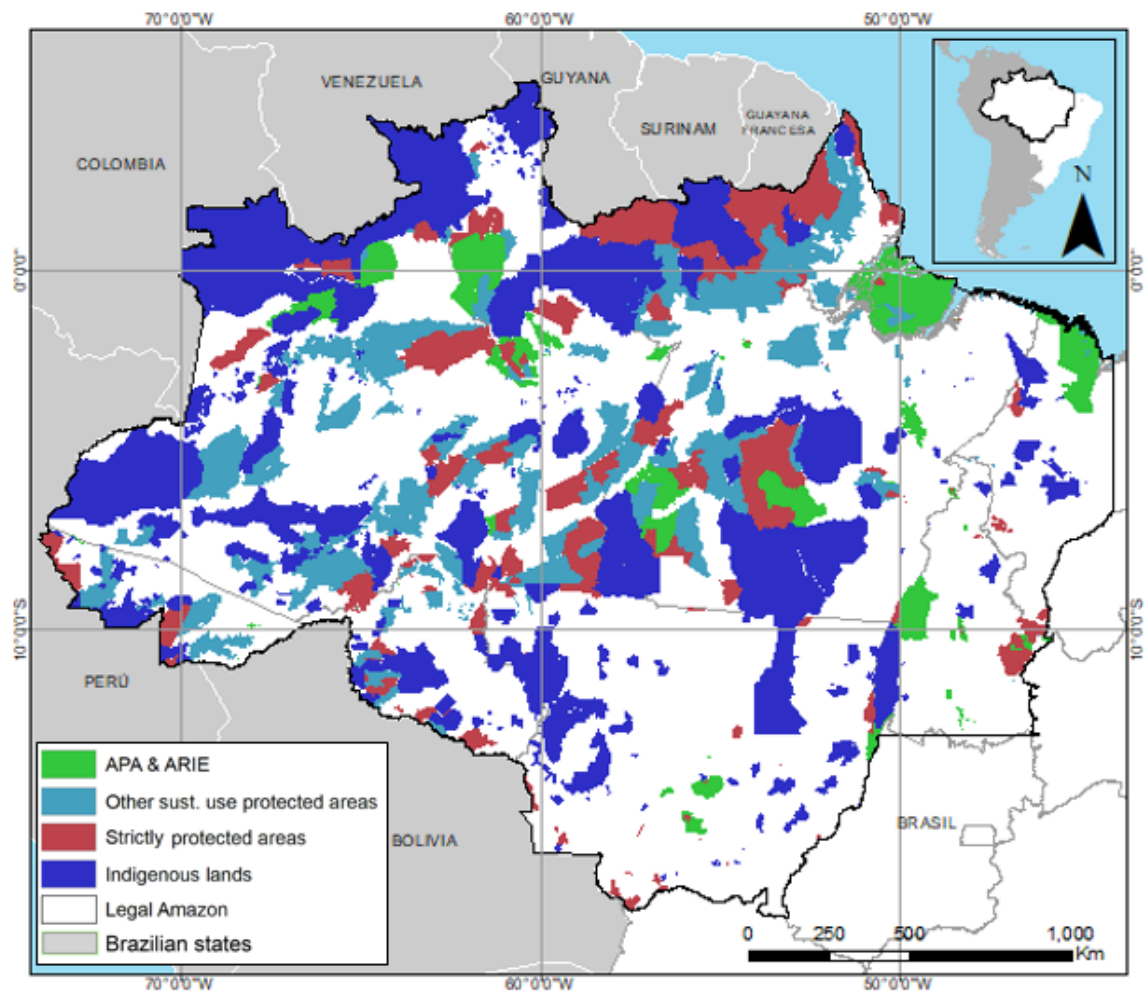 70°0'0"W 60°0'0"W 50°0'0"W
VENEZUELA
GUYANA
SURINAM
GUAYANA
FRANCESA
COLOMBIA
N
0°0'0"
0°0'0"
10°0'0"S
10°0'0"S
PERÚ
BOLIVIA
BRASIL
APA & ARIE
Other sust. use protected areas
Strictly protected areas
Indigenous lands
Legal Amazon
Brazilian states
0 250 500 1,000
Km
70°0'0"W 60°0'0"W 50°0'0"W